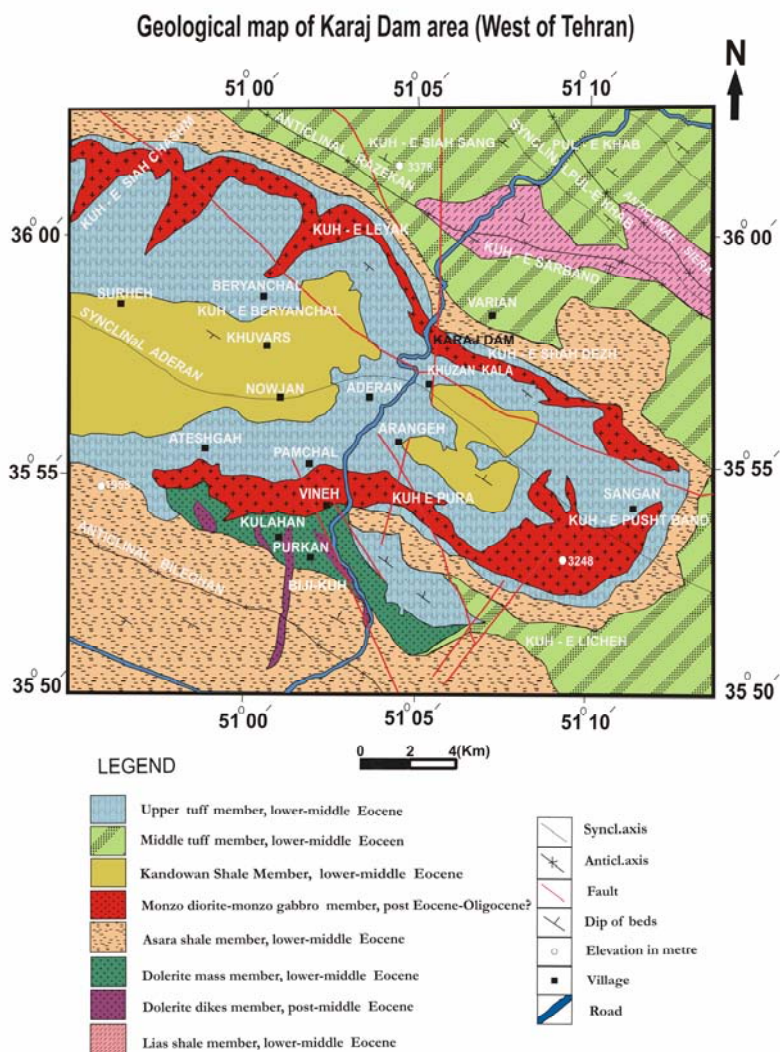 Geological map of Karaj Dam area (West of Tehran)
N
51° 00´
51° 05´
51° 10´
ANTICLINAL RAZEKAN
KUH - E SIAH SANG
3378
SYNCLINALPUL-E KHAB
PUL - E KHAB
KUH - E SIAH CHASHM
36° 00´
36° 00´
KUH - E LEYAK
KUH - E SARBAND
ANTICLINAL SIERA
BERYANCHAL
SURHEH
KUH - E BERYANCHAL
VARIAN
SYNCLINaL ADERAN
KHUVARS
KARAJ DAM
KUH - E SHAH DEZH
KHUZAN KALA
NOWJAN
ADERAN
ARANGEH
ATESHGAH
PAMCHAL
35° 55´
35° 55´
VINEH
KUH E PURA
SANGAN
KULAHAN
KUH - E PUSHT BAND
ANTICLINAL BILEGHAN
PURKAN
3248
BIJI-KUH
KUH - E LICHEH
35° 50´
35° 50´
51° 00´
51° 05´
51° 10´
0 2 4(Km)
LEGEND
Upper tuff member, lower-middle Eocene
Middle tuff member, lower-middle Eoceen
Kandowan Shale Member, lower-middle Eocene
Monzo diorite-monzo gabbro member, post Eocene-Oligocene?
Asara shale member, lower-middle Eocene
Dolerite mass member, lower-middle Eocene
Dolerite dikes member, post-middle Eocene
Lias shale member, lower-middle Eocene
Syncl.axis
Anticl.axis
Fault
Dip of beds
Elevation in metre
Village
Road